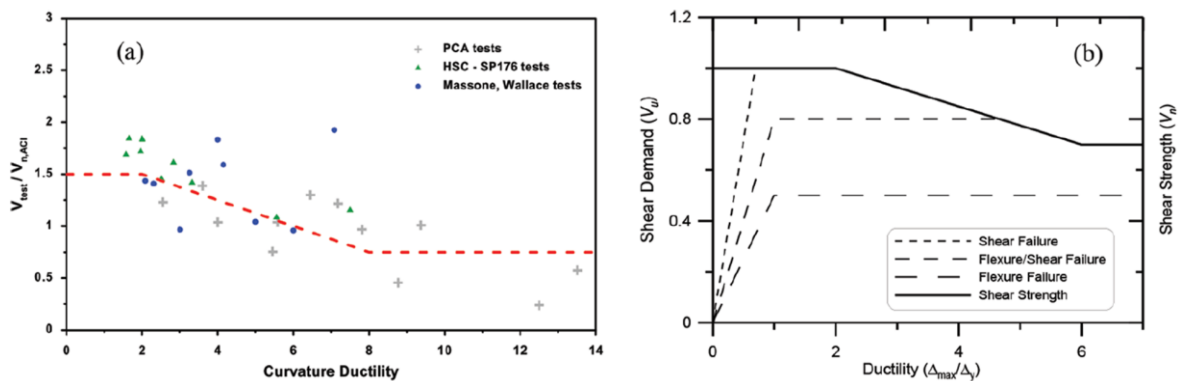 (a)
PCA tests
HSC - SP176 tests
Massone, Wallace tests
V_test / V_n,ACI
3
2.5
2
1.5
1
0.5
0
0 2 4 6 8 10 12 14
Curvature Ductility
(b)
Shear Demand (V_u)
1.2
0.8
0.4
0
Shear Strength (V_n)
Shear Failure
Flexure/Shear Failure
Flexure Failure
Shear Strength
0 2 4 6
Ductility (Δ_max/Δ_y)